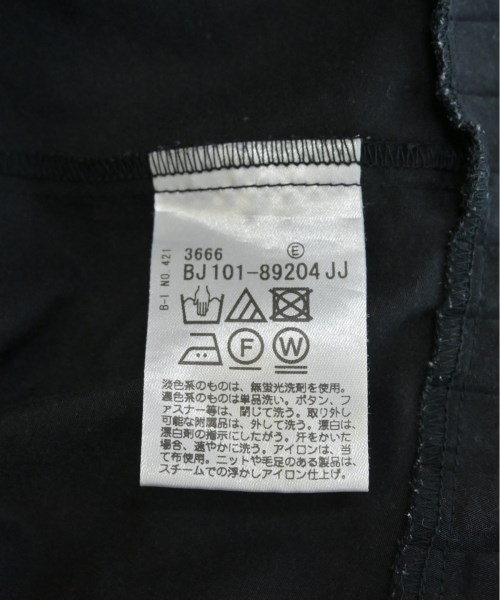 B-1 NO.421
3666 Ⓔ
BJ101-89204JJ
F W
淡色系のものは、無蛍光洗剤を使用。
濃色系のものは単品洗い。ボタン、フ
ァスナー等は、閉じて洗う。取り外し
可能な附属品は、外して洗う。漂白は、
漂白剤の指示にしたがう。汗をかいた
場合、速やかに洗う。アイロンは、当
て布使用。ニットや毛足のある製品は、
スチームでの浮かしアイロン仕上げ。